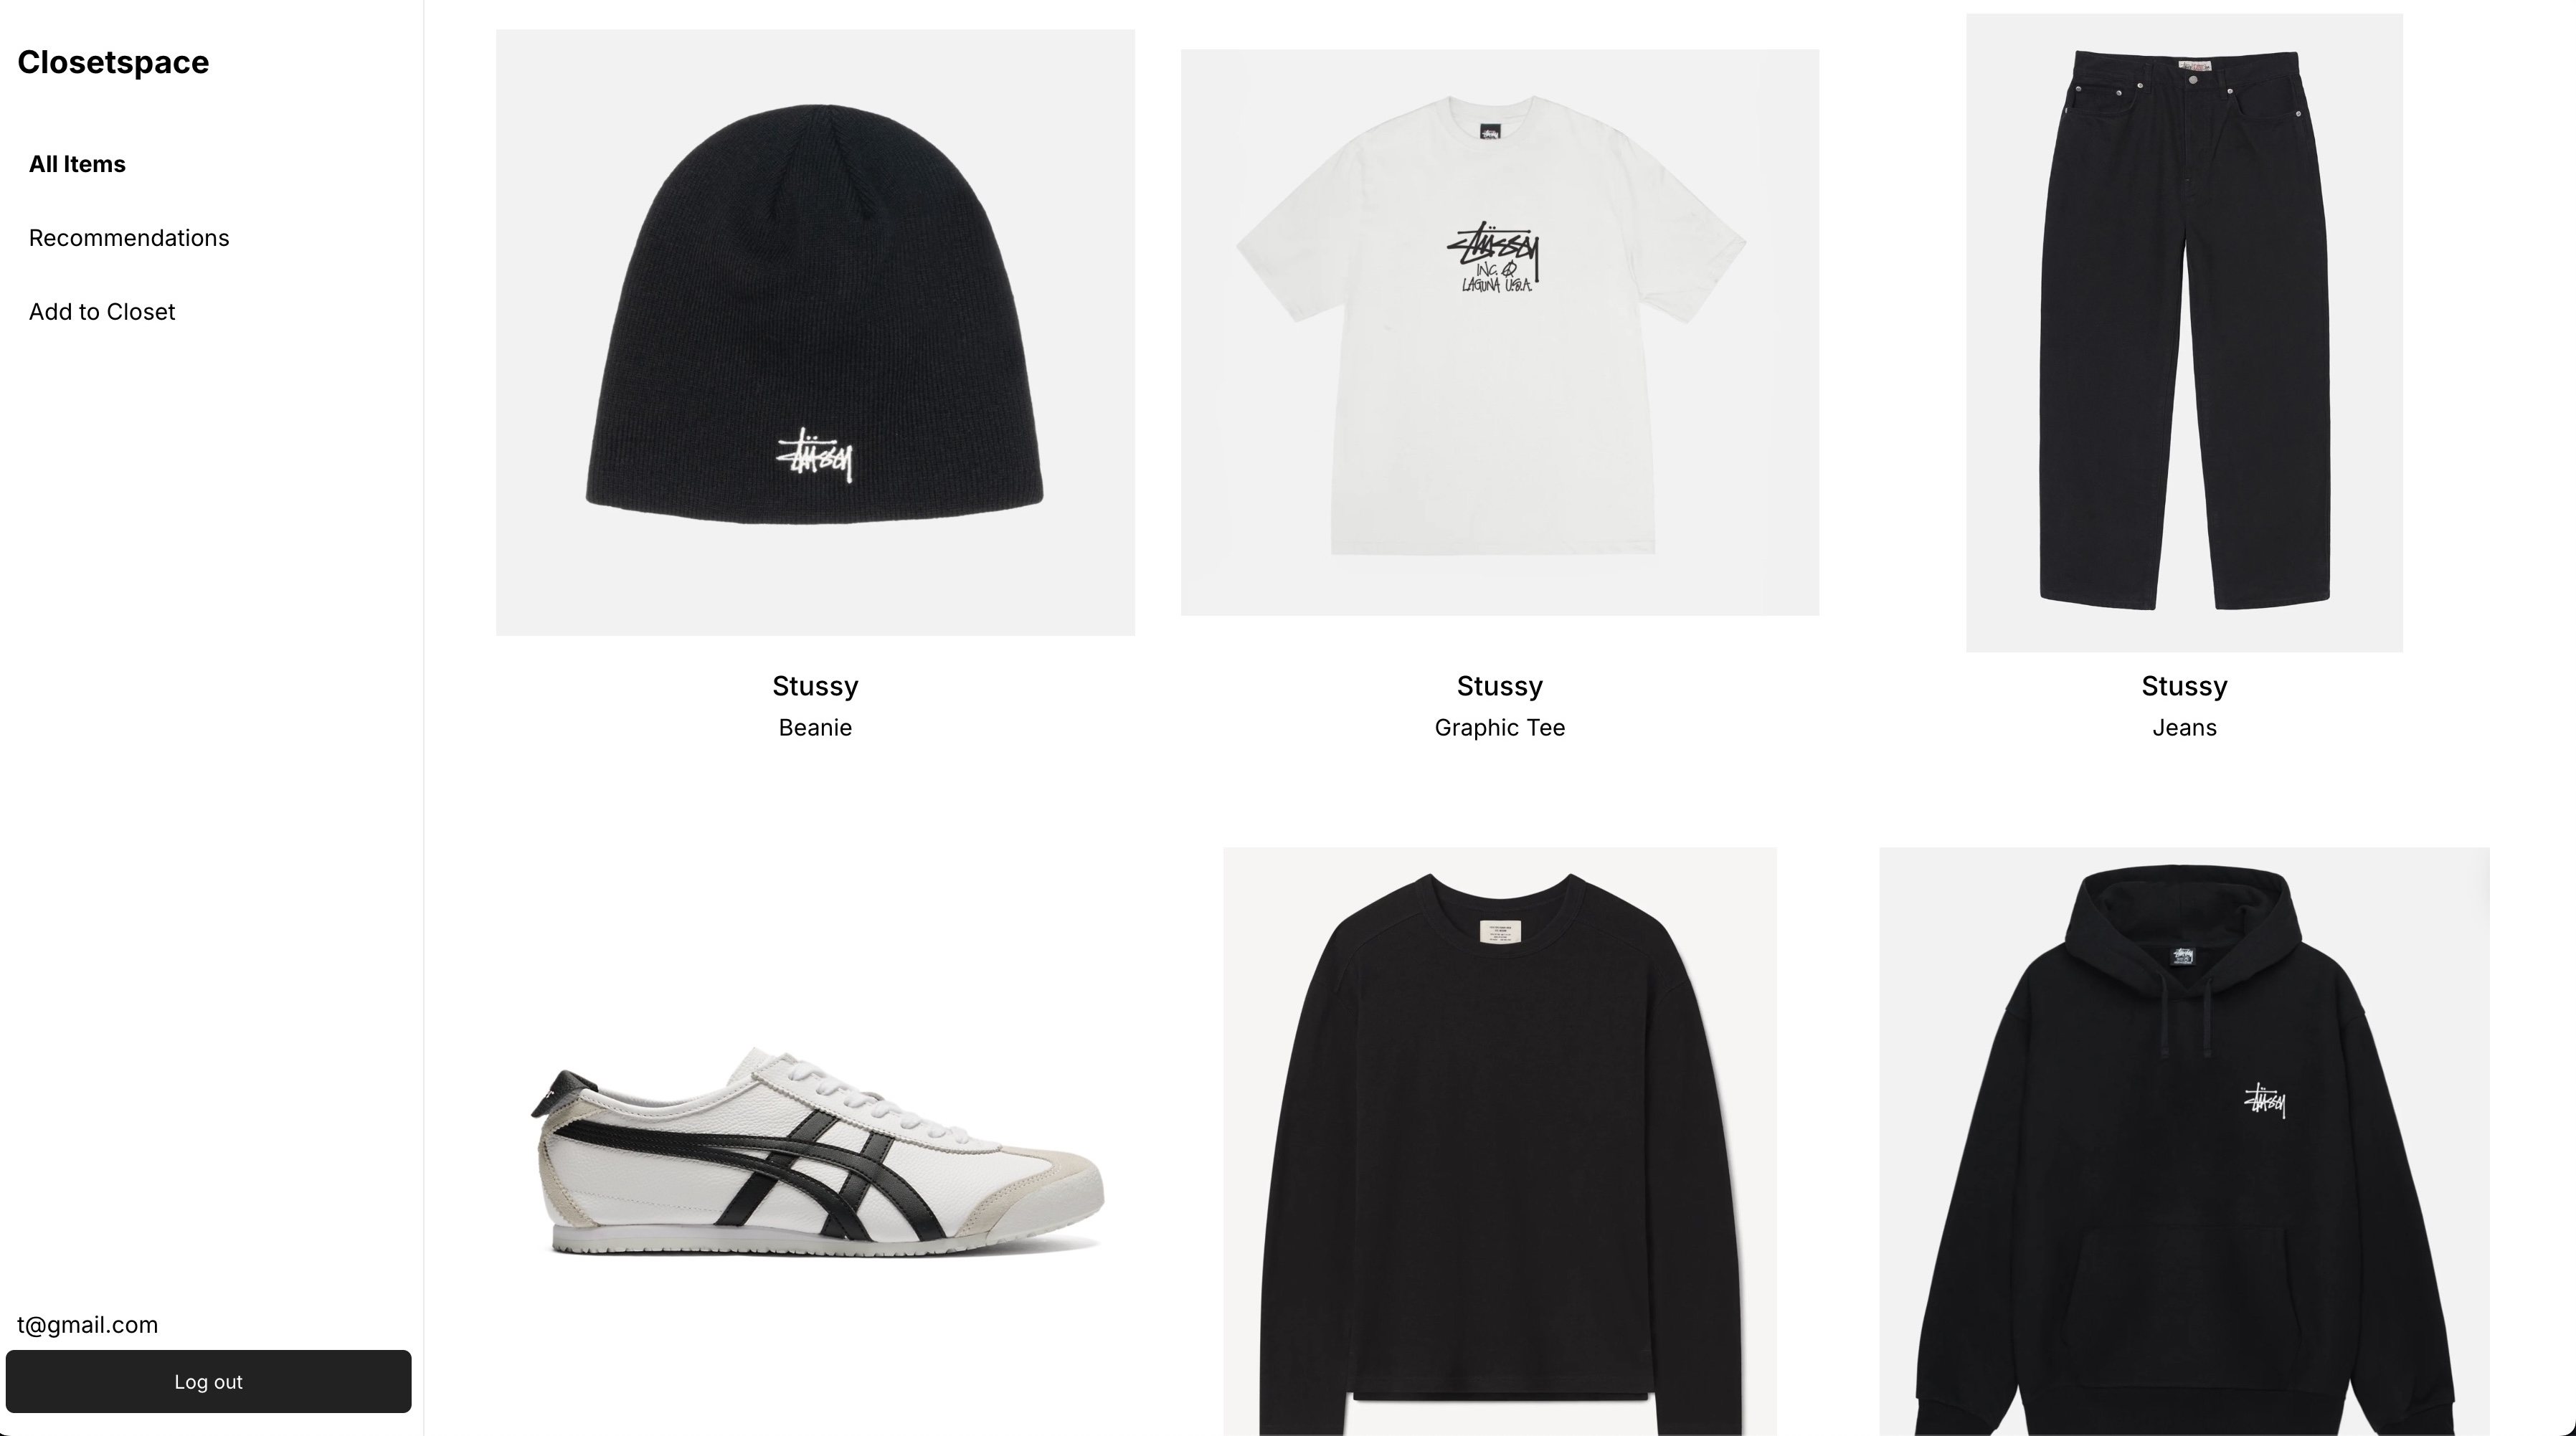 Closetspace
All Items
Recommendations
Add to Closet
Stüssy
Stüssy
INC.
LAGUNA U.S.A.
Stussy
Beanie
Stussy
Graphic Tee
Stussy
Jeans
Stüssy
t@gmail.com
Log out